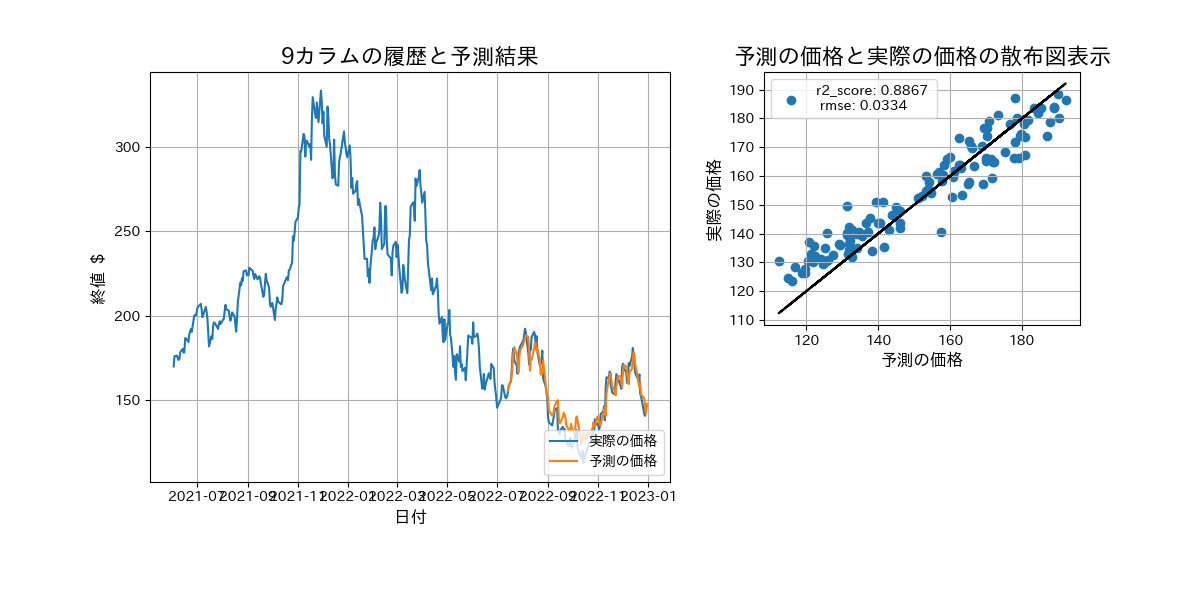 9カラムの履歴と予測結果
300
250
200
150
終値 $
2021-07
2021-09
2021-11
2022-01
2022-03
2022-05
2022-07
2022-09
2022-11
2023-01
日付
実際の価格
予測の価格
予測の価格と実際の価格の散布図表示
r2_score: 0.8867
rmse: 0.0334
190
180
170
160
150
140
130
120
110
実際の価格
120
140
160
180
予測の価格